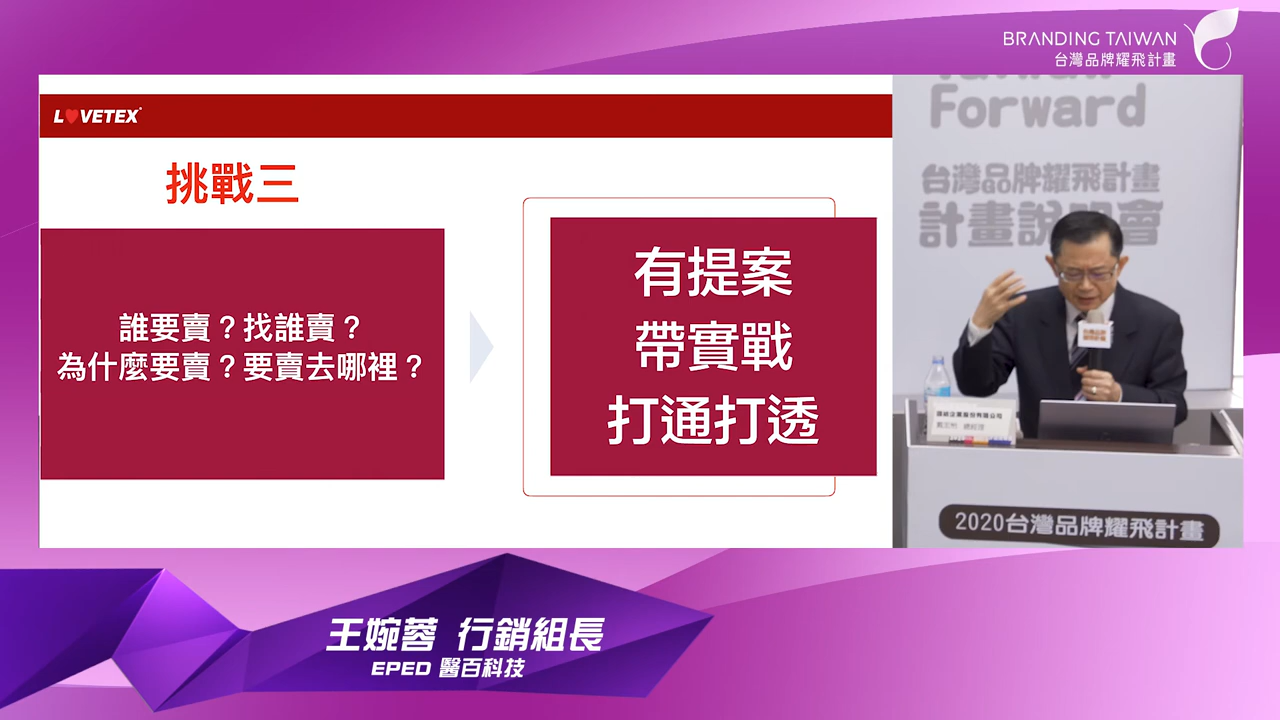 BRANDING TAIWAN
台灣品牌耀飛計畫
LOVETEX
挑戰三
誰要賣？找誰賣？
為什麼要賣？要賣去哪裡？
有提案
帶實戰
打通打透
Forward
台灣品牌耀飛計畫
GO
計畫說明會
2020台灣品牌耀飛計畫
王婉蓉 行銷組長
EPED 醫百科技